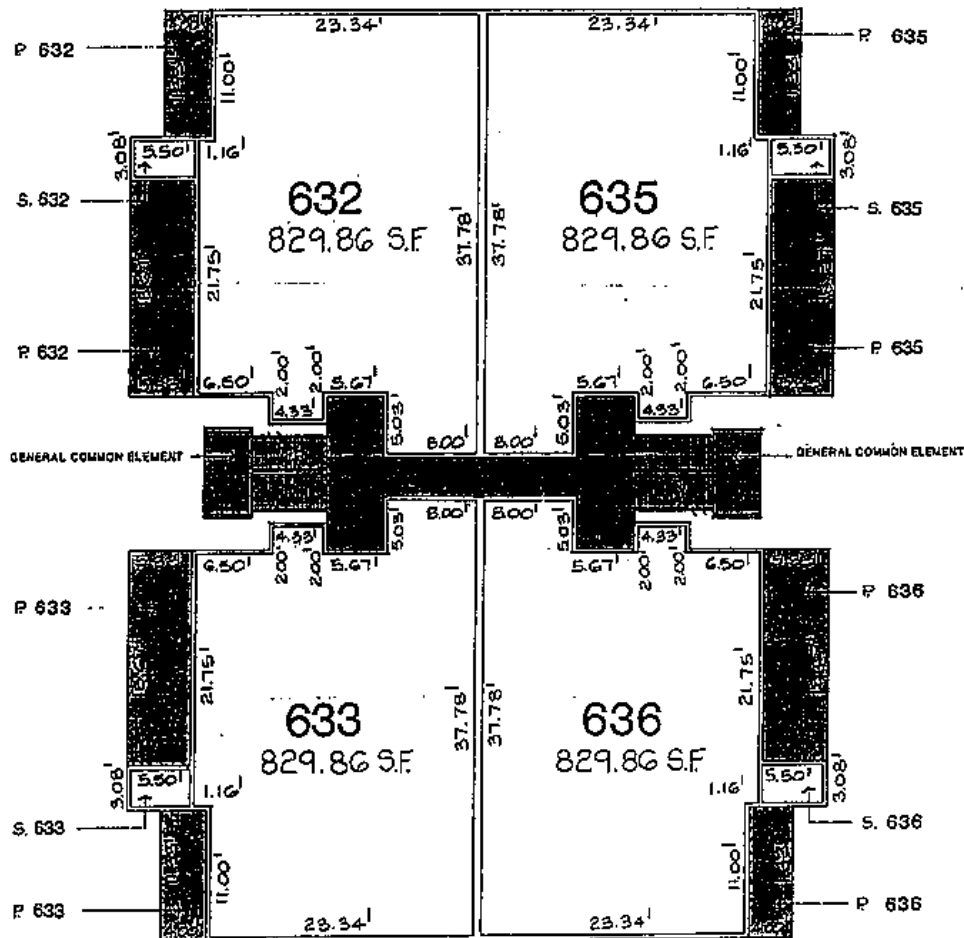 23.34' 23.34'
P. 632 P. 635
11.00' 11.00'
3.08' 5.50' 1.16' 1.16' 5.50' 3.08'
S. 632 632 635 S. 635
829.86 S.F. 829.86 S.F.
37.78' 37.78'
21.75' 21.75'
P. 632 P. 635
6.50' 2.00' 2.00' 5.67' 5.67' 2.00' 2.00' 6.50'
4.33' 4.33'
5.03' 8.00' 8.00' 5.03'
GENERAL COMMON ELEMENT GENERAL COMMON ELEMENT
5.03' 8.00' 8.00' 5.03'
4.33' 4.33'
6.50' 2.00' 2.00' 5.67' 5.67' 2.00' 2.00' 6.50'
P. 633 P. 636
21.75' 21.75'
37.78' 37.78'
633 636
829.86 S.F. 829.86 S.F.
3.08' 5.50' 1.16' 1.16' 5.50' 3.08'
S. 633 S. 636
11.00' 11.00'
P. 633 P. 636
23.34' 23.34'